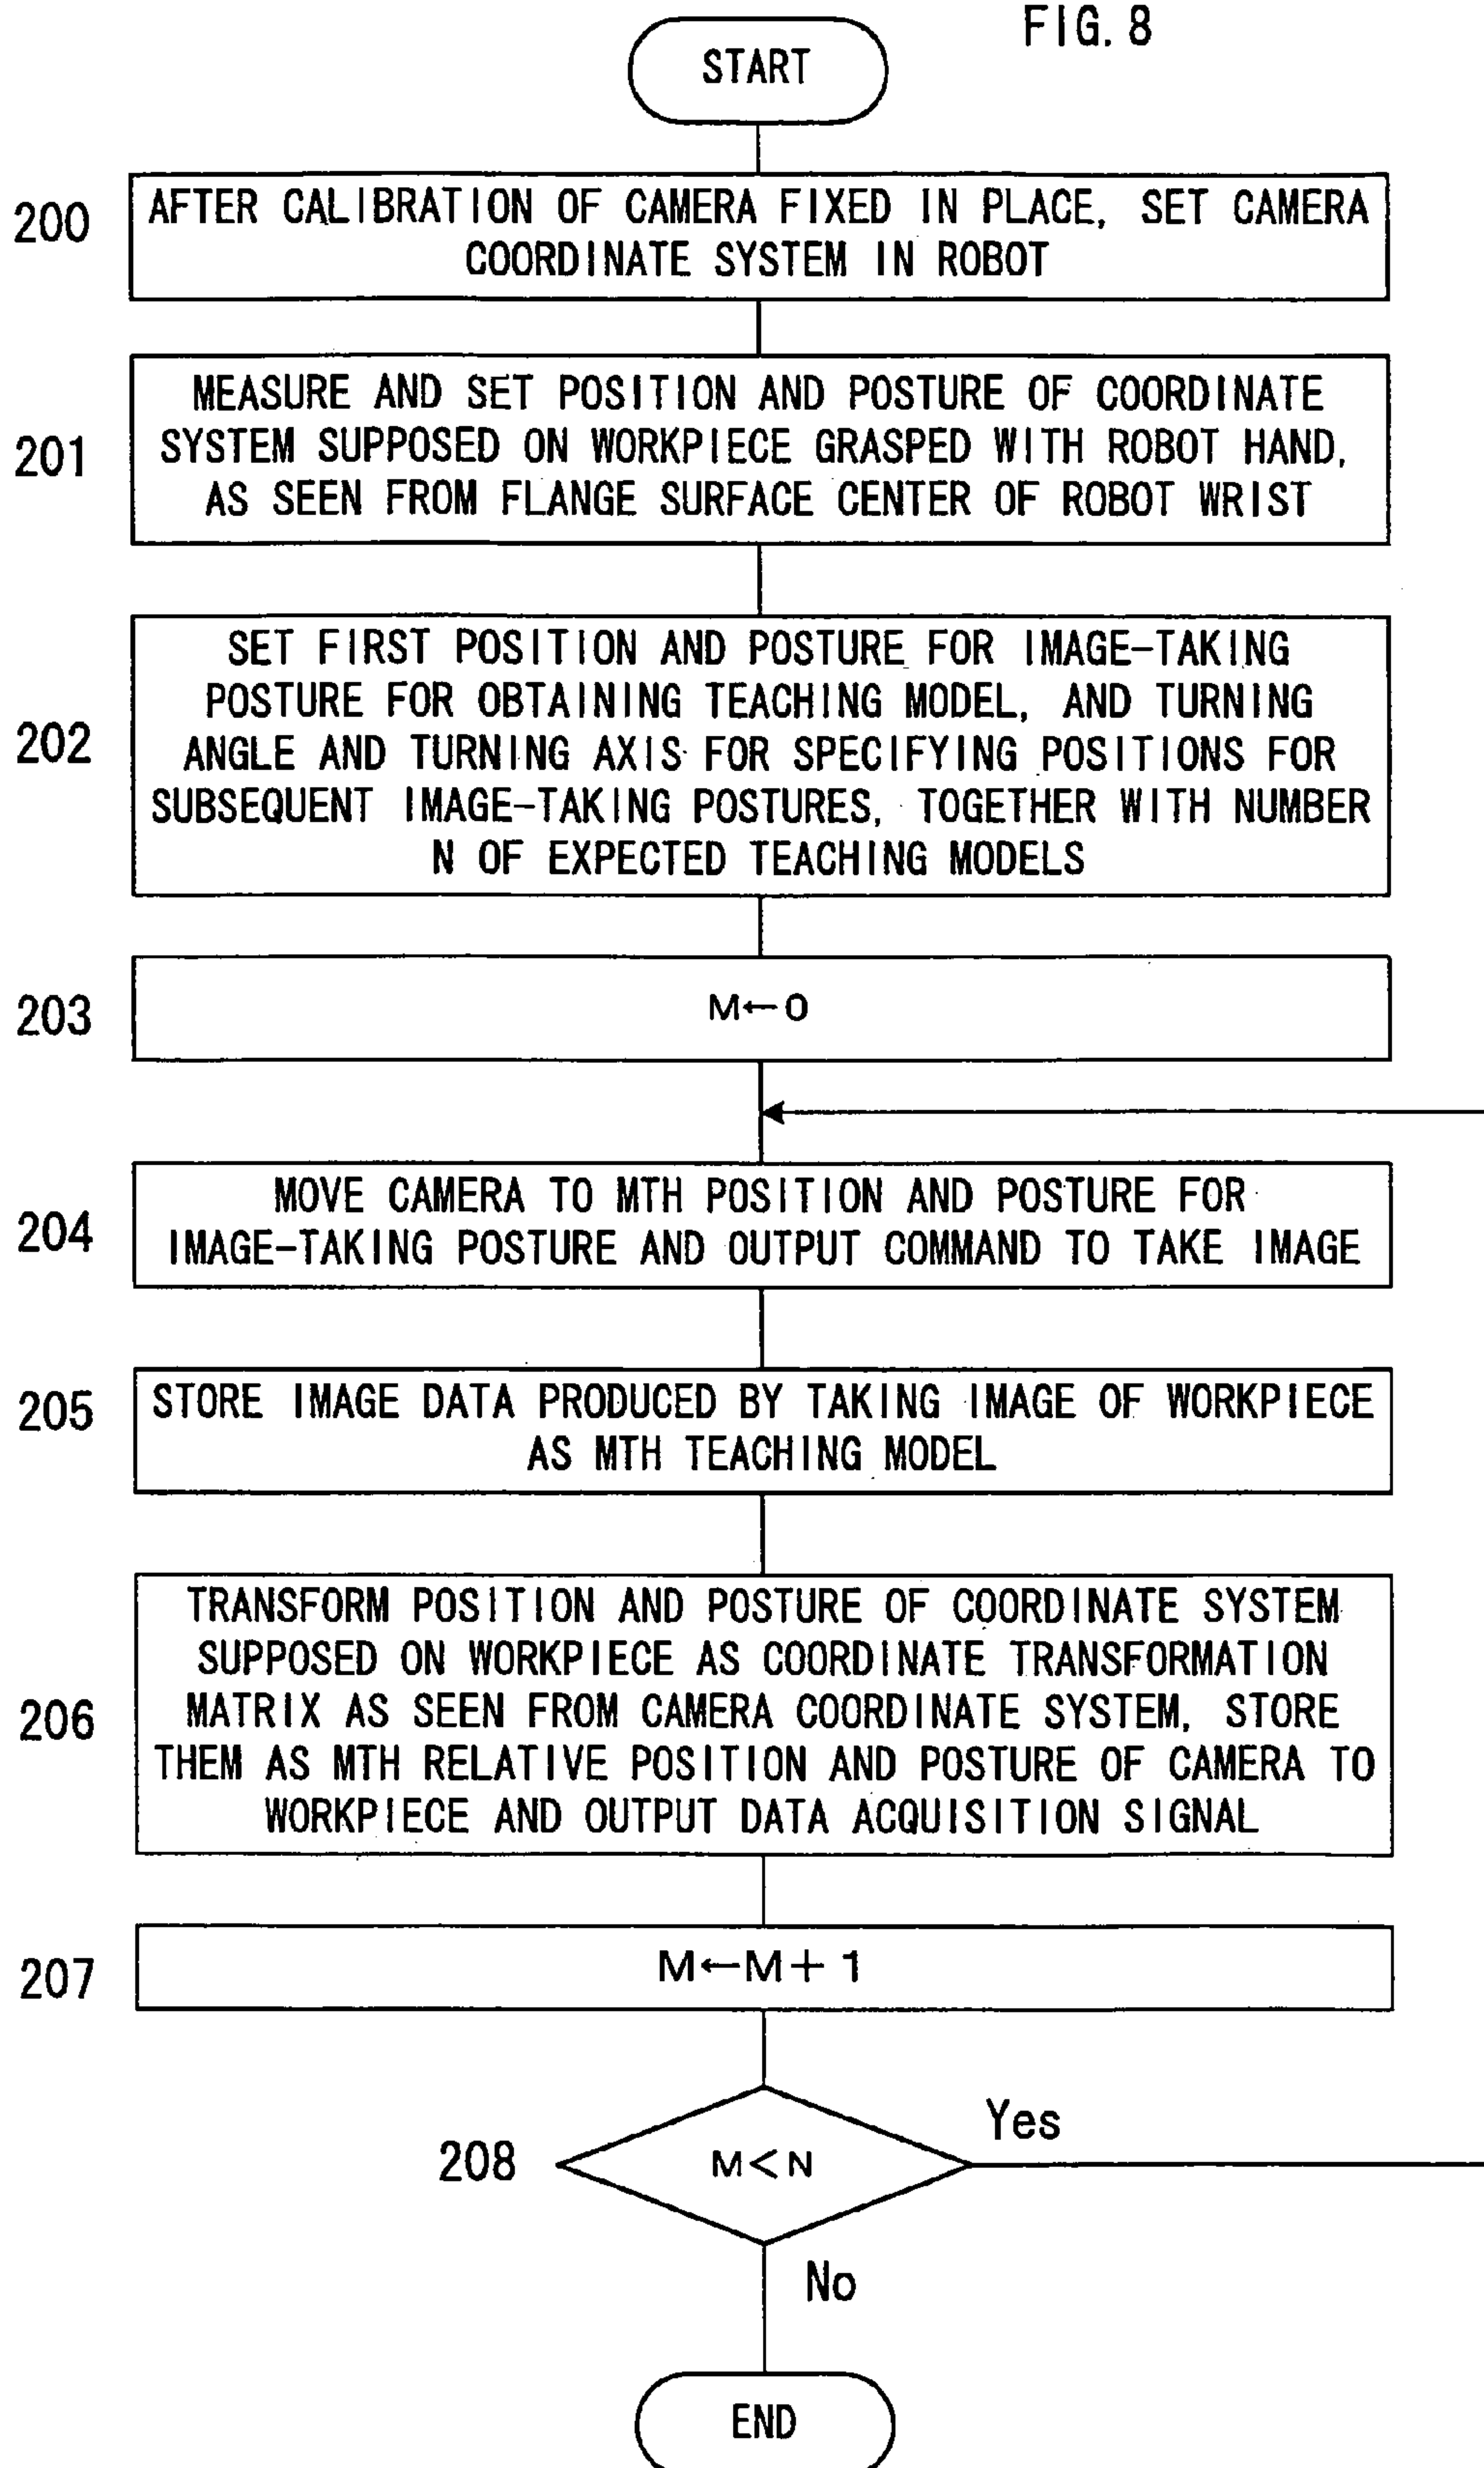 FIG. 8
START
200
AFTER CALIBRATION OF CAMERA FIXED IN PLACE, SET CAMERA
COORDINATE SYSTEM IN ROBOT
201
MEASURE AND SET POSITION AND POSTURE OF COORDINATE
SYSTEM SUPPOSED ON WORKPIECE GRASPED WITH ROBOT HAND,
AS SEEN FROM FLANGE SURFACE CENTER OF ROBOT WRIST
202
SET FIRST POSITION AND POSTURE FOR IMAGE-TAKING
POSTURE FOR OBTAINING TEACHING MODEL, AND TURNING
ANGLE AND TURNING AXIS FOR SPECIFYING POSITIONS FOR
SUBSEQUENT IMAGE-TAKING POSTURES, TOGETHER WITH NUMBER
N OF EXPECTED TEACHING MODELS
203
M←0
204
MOVE CAMERA TO MTH POSITION AND POSTURE FOR
IMAGE-TAKING POSTURE AND OUTPUT COMMAND TO TAKE IMAGE
205
STORE IMAGE DATA PRODUCED BY TAKING IMAGE OF WORKPIECE
AS MTH TEACHING MODEL
206
TRANSFORM POSITION AND POSTURE OF COORDINATE SYSTEM
SUPPOSED ON WORKPIECE AS COORDINATE TRANSFORMATION
MATRIX AS SEEN FROM CAMERA COORDINATE SYSTEM, STORE
THEM AS MTH RELATIVE POSITION AND POSTURE OF CAMERA TO
WORKPIECE AND OUTPUT DATA ACQUISITION SIGNAL
207
M←M+1
208
M<N
Yes
No
END